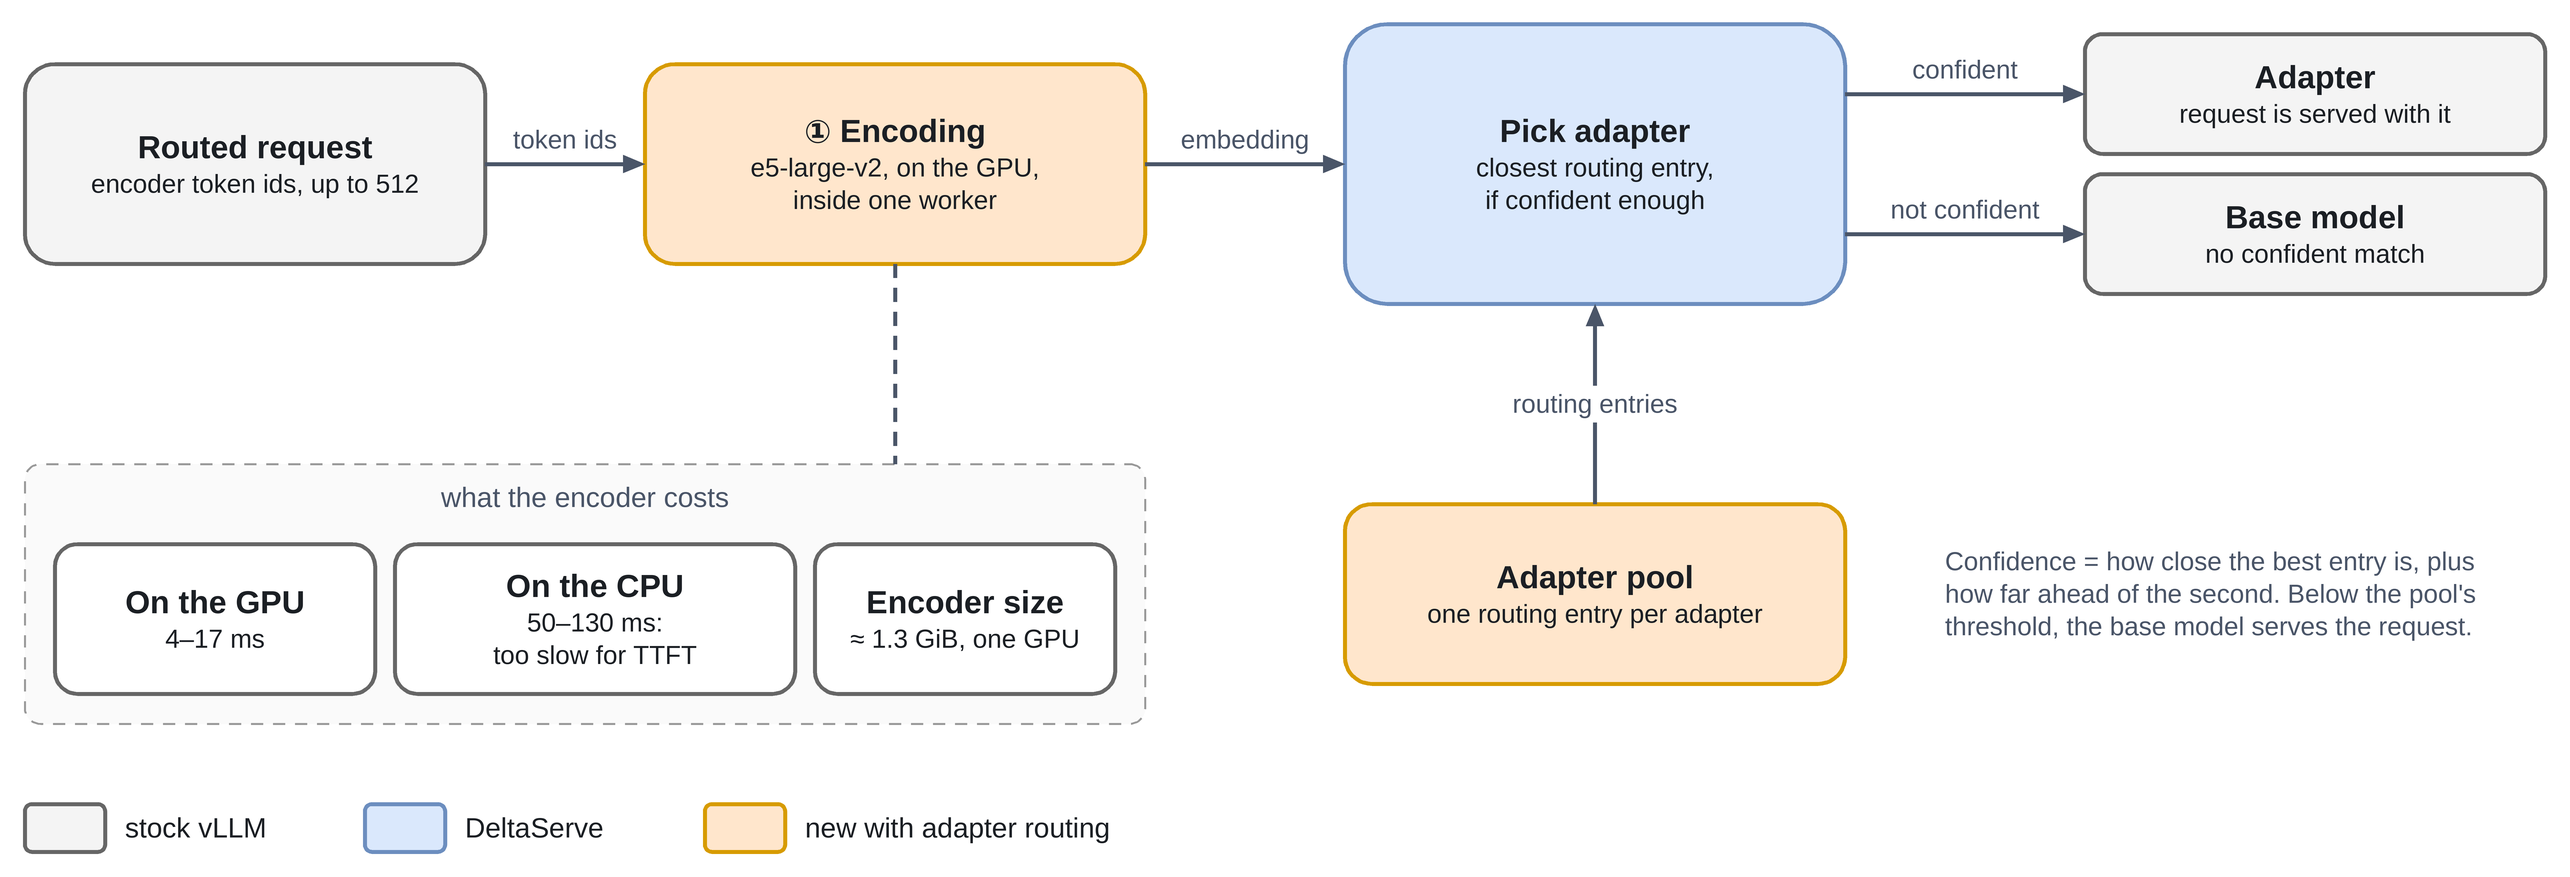 Routed request
encoder token ids, up to 512
token ids
① Encoding
e5-large-v2, on the GPU,
inside one worker
embedding
Pick adapter
closest routing entry,
if confident enough
confident
Adapter
request is served with it
not confident
Base model
no confident match
routing entries
what the encoder costs
On the GPU
4–17 ms
On the CPU
50–130 ms:
too slow for TTFT
Encoder size
≈ 1.3 GiB, one GPU
Adapter pool
one routing entry per adapter
Confidence = how close the best entry is, plus
how far ahead of the second. Below the pool's
threshold, the base model serves the request.
stock vLLM
DeltaServe
new with adapter routing